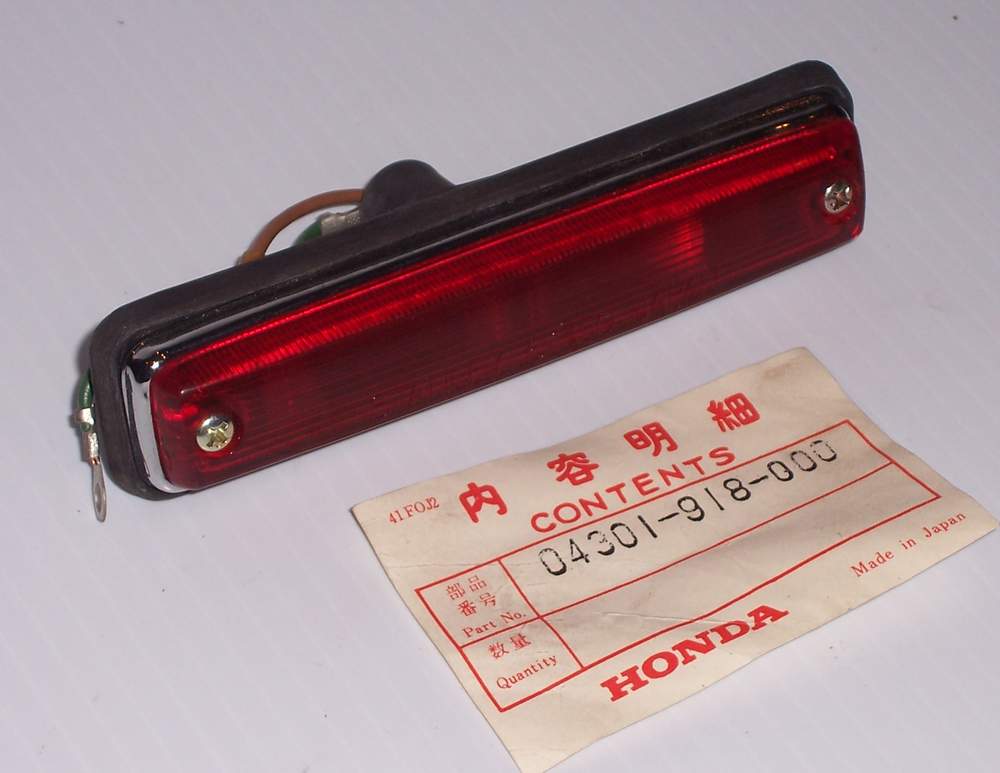 41FOJ2
内容明細
CONTENTS
部品
番号
Part No.
04301-918-000
数量
Quantity
HONDA
Made in Japan